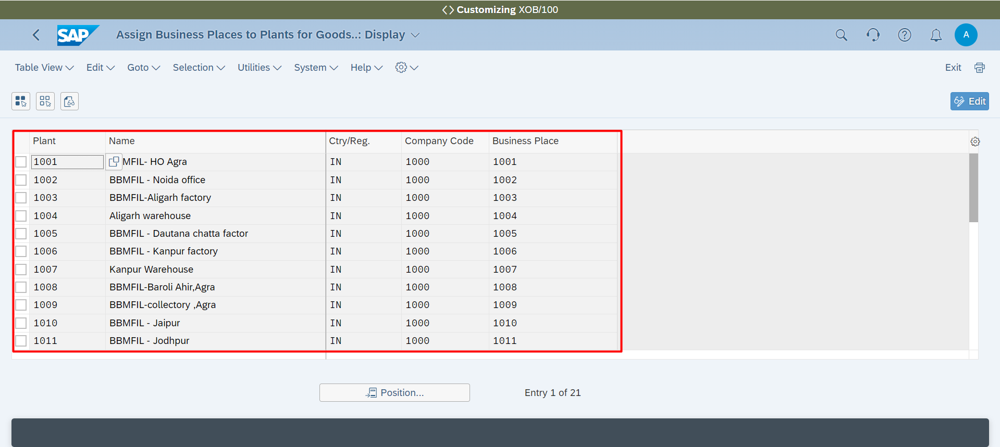 Customizing XOB/100
SAP Assign Business Places to Plants for Goods..: Display A
Table View Edit Goto Selection Utilities System Help Exit
Edit
Plant Name Ctry/Reg. Company Code Business Place
1001 MFIL- HO Agra IN 1000 1001
1002 BBMFIL - Noida office IN 1000 1002
1003 BBMFIL-Aligarh factory IN 1000 1003
1004 Aligarh warehouse IN 1000 1004
1005 BBMFIL - Dautana chatta factor IN 1000 1005
1006 BBMFIL - Kanpur factory IN 1000 1006
1007 Kanpur Warehouse IN 1000 1007
1008 BBMFIL-Baroli Ahir,Agra IN 1000 1008
1009 BBMFIL-collectory ,Agra IN 1000 1009
1010 BBMFIL - Jaipur IN 1000 1010
1011 BBMFIL - Jodhpur IN 1000 1011
Position... Entry 1 of 21